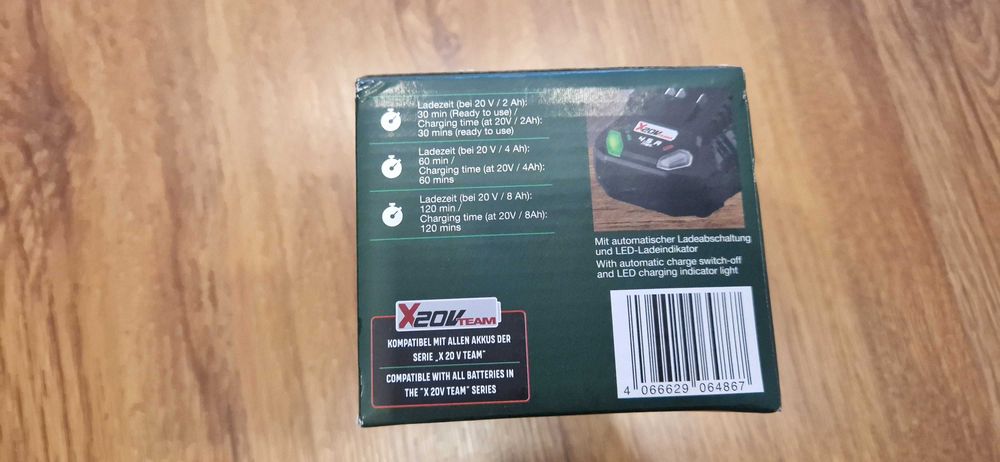 Ladezeit (bei 20 V / 2 Ah):
30 min (Ready to use) /
Charging time (at 20V / 2Ah):
30 mins (ready to use)
Ladezeit (bei 20 V / 4 Ah):
60 min /
Charging time (at 20V / 4Ah):
60 mins
Ladezeit (bei 20 V / 8 Ah):
120 min /
Charging time (at 20V / 8Ah):
120 mins
X20V
4.5 A
Mit automatischer Ladeabschaltung
und LED-Ladeindikator
With automatic charge switch-off
and LED charging indicator light
X20VTEAM
KOMPATIBEL MIT ALLEN AKKUS DER
SERIE „X 20 V TEAM“
COMPATIBLE WITH ALL BATTERIES IN
THE "X 20V TEAM" SERIES
4 066629 064867